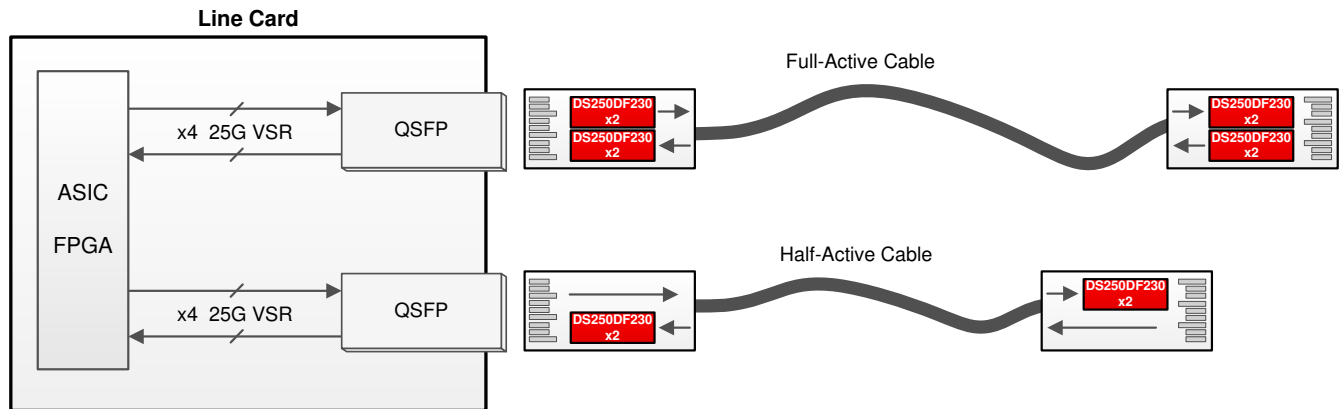 Line Card
Full-Active Cable
DS250DF230
x2
DS250DF230
x2
DS250DF230
x2
DS250DF230
x2
x4 25G VSR
QSFP
ASIC
FPGA
Half-Active Cable
x4 25G VSR
QSFP
DS250DF230
x2
DS250DF230
x2